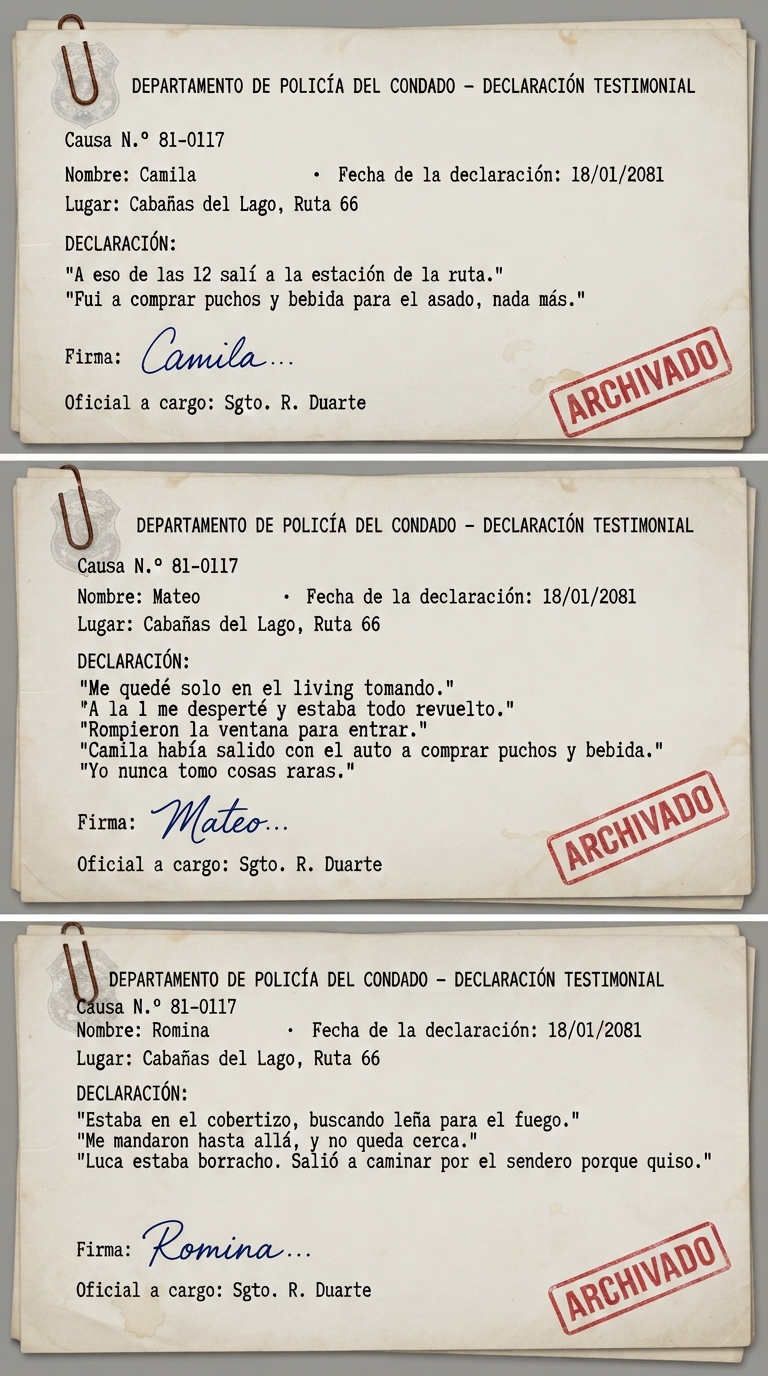 DEPARTAMENTO DE POLICÍA DEL CONDADO – DECLARACIÓN TESTIMONIAL
Causa N.º 81-0117
Nombre: Camila • Fecha de la declaración: 18/01/2081
Lugar: Cabañas del Lago, Ruta 66
DECLARACIÓN:
"A eso de las 12 salí a la estación de la ruta."
"Fui a comprar puchos y bebida para el asado, nada más."
Firma: Camila...
Oficial a cargo: Sgto. R. Duarte
ARCHIVADO
DEPARTAMENTO DE POLICÍA DEL CONDADO – DECLARACIÓN TESTIMONIAL
Causa N.º 81-0117
Nombre: Mateo • Fecha de la declaración: 18/01/2081
Lugar: Cabañas del Lago, Ruta 66
DECLARACIÓN:
"Me quedé solo en el living tomando."
"A la 1 me desperté y estaba todo revuelto."
"Rompieron la ventana para entrar."
"Camila había salido con el auto a comprar puchos y bebida."
"Yo nunca tomo cosas raras."
Firma: Mateo...
Oficial a cargo: Sgto. R. Duarte
ARCHIVADO
DEPARTAMENTO DE POLICÍA DEL CONDADO – DECLARACIÓN TESTIMONIAL
Causa N.º 81-0117
Nombre: Romina • Fecha de la declaración: 18/01/2081
Lugar: Cabañas del Lago, Ruta 66
DECLARACIÓN:
"Estaba en el cobertizo, buscando leña para el fuego."
"Me mandaron hasta allá, y no queda cerca."
"Luca estaba borracho. Salió a caminar por el sendero porque quiso."
Firma: Romina...
Oficial a cargo: Sgto. R. Duarte
ARCHIVADO